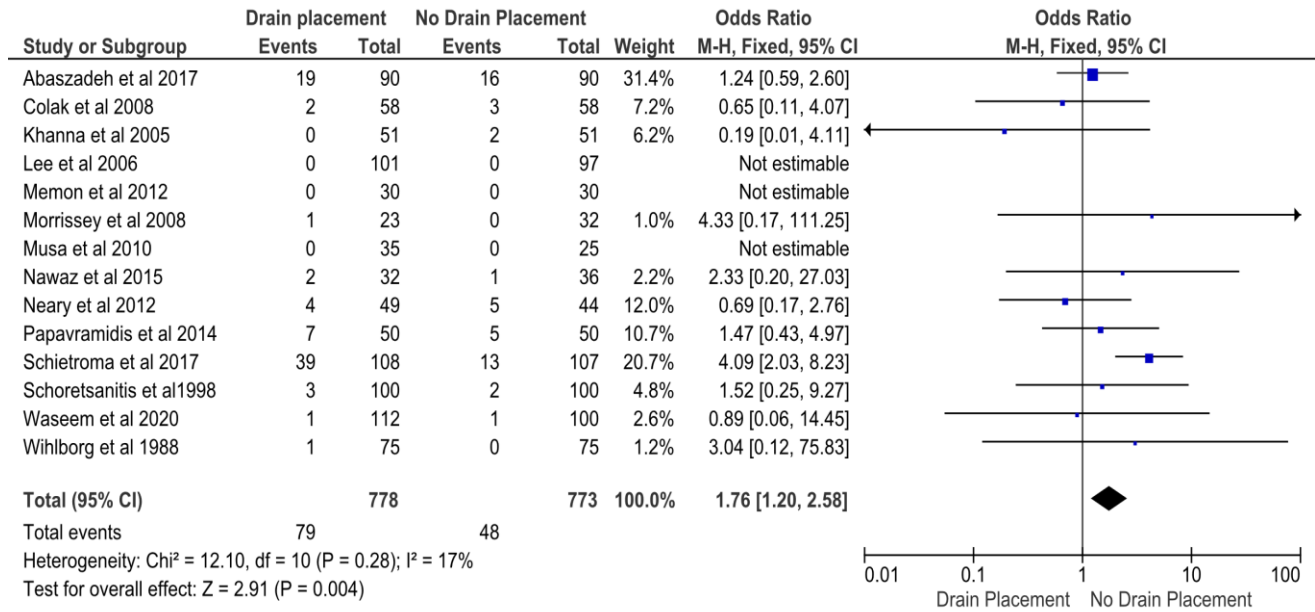 Drain placement No Drain Placement Odds Ratio Odds Ratio
Study or Subgroup Events Total Events Total Weight M-H, Fixed, 95% CI M-H, Fixed, 95% CI
Abaszadeh et al 2017 19 90 16 90 31.4% 1.24 [0.59, 2.60]
Colak et al 2008 2 58 3 58 7.2% 0.65 [0.11, 4.07]
Khanna et al 2005 0 51 2 51 6.2% 0.19 [0.01, 4.11]
Lee et al 2006 0 101 0 97 Not estimable
Memon et al 2012 0 30 0 30 Not estimable
Morrissey et al 2008 1 23 0 32 1.0% 4.33 [0.17, 111.25]
Musa et al 2010 0 35 0 25 Not estimable
Nawaz et al 2015 2 32 1 36 2.2% 2.33 [0.20, 27.03]
Neary et al 2012 4 49 5 44 12.0% 0.69 [0.17, 2.76]
Papavramidis et al 2014 7 50 5 50 10.7% 1.47 [0.43, 4.97]
Schietroma et al 2017 39 108 13 107 20.7% 4.09 [2.03, 8.23]
Schoretsanitis et al1998 3 100 2 100 4.8% 1.52 [0.25, 9.27]
Waseem et al 2020 1 112 1 100 2.6% 0.89 [0.06, 14.45]
Wihlborg et al 1988 1 75 0 75 1.2% 3.04 [0.12, 75.83]
Total (95% CI) 778 773 100.0% 1.76 [1.20, 2.58]
Total events 79 48
Heterogeneity: Chi² = 12.10, df = 10 (P = 0.28); I² = 17%
Test for overall effect: Z = 2.91 (P = 0.004)
0.01 0.1 1 10 100
Drain Placement No Drain Placement